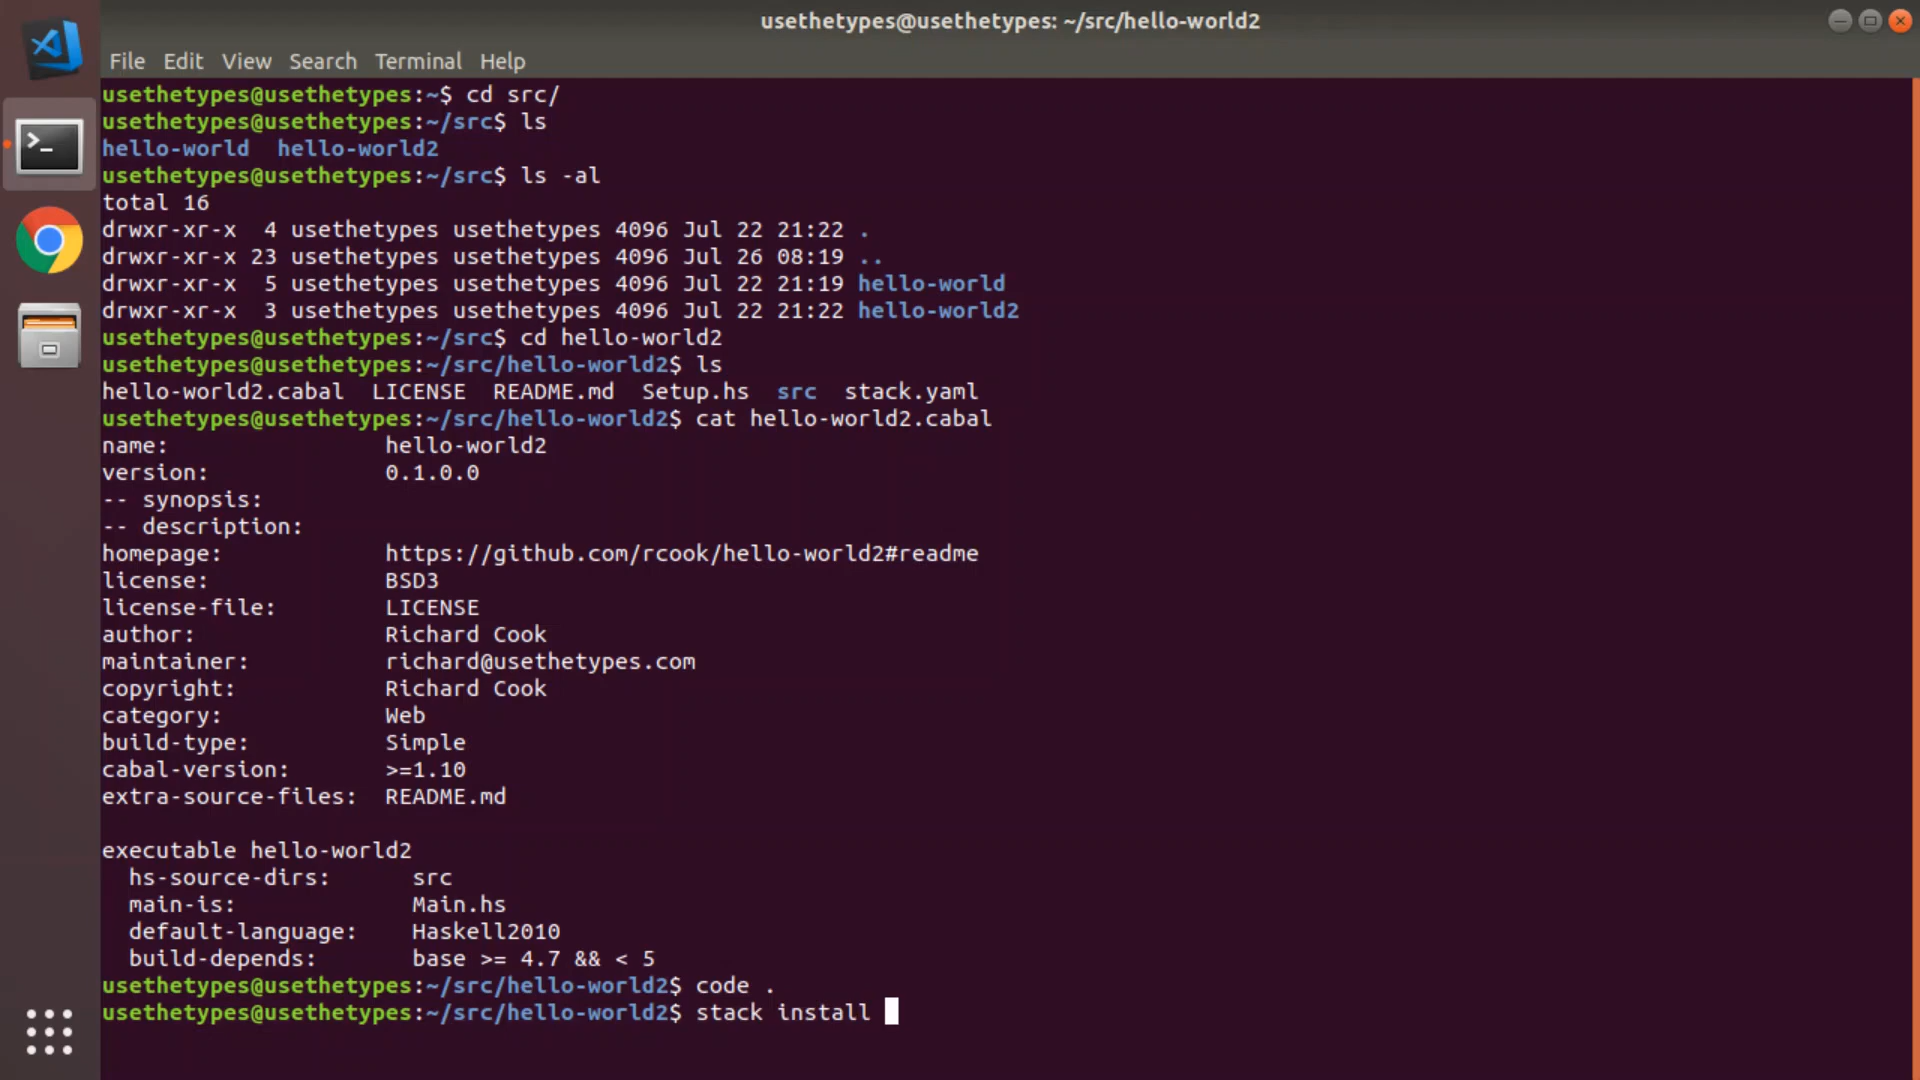 usethetypes@usethetypes: ~/src/hello-world2
File Edit View Search Terminal Help
usethetypes@usethetypes:~$ cd src/
usethetypes@usethetypes:~/src$ ls
hello-world  hello-world2
usethetypes@usethetypes:~/src$ ls -al
total 16
drwxr-xr-x  4 usethetypes usethetypes 4096 Jul 22 21:22 .
drwxr-xr-x 23 usethetypes usethetypes 4096 Jul 26 08:19 ..
drwxr-xr-x  5 usethetypes usethetypes 4096 Jul 22 21:19 hello-world
drwxr-xr-x  3 usethetypes usethetypes 4096 Jul 22 21:22 hello-world2
usethetypes@usethetypes:~/src$ cd hello-world2
usethetypes@usethetypes:~/src/hello-world2$ ls
hello-world2.cabal  LICENSE  README.md  Setup.hs  src  stack.yaml
usethetypes@usethetypes:~/src/hello-world2$ cat hello-world2.cabal
name:                hello-world2
version:             0.1.0.0
-- synopsis:
-- description:
homepage:            https://github.com/rcook/hello-world2#readme
license:             BSD3
license-file:        LICENSE
author:              Richard Cook
maintainer:          richard@usethetypes.com
copyright:           Richard Cook
category:            Web
build-type:          Simple
cabal-version:       >=1.10
extra-source-files:  README.md
executable hello-world2
  hs-source-dirs:      src
  main-is:             Main.hs
  default-language:    Haskell2010
  build-depends:       base >= 4.7 && < 5
usethetypes@usethetypes:~/src/hello-world2$ code .
usethetypes@usethetypes:~/src/hello-world2$ stack install